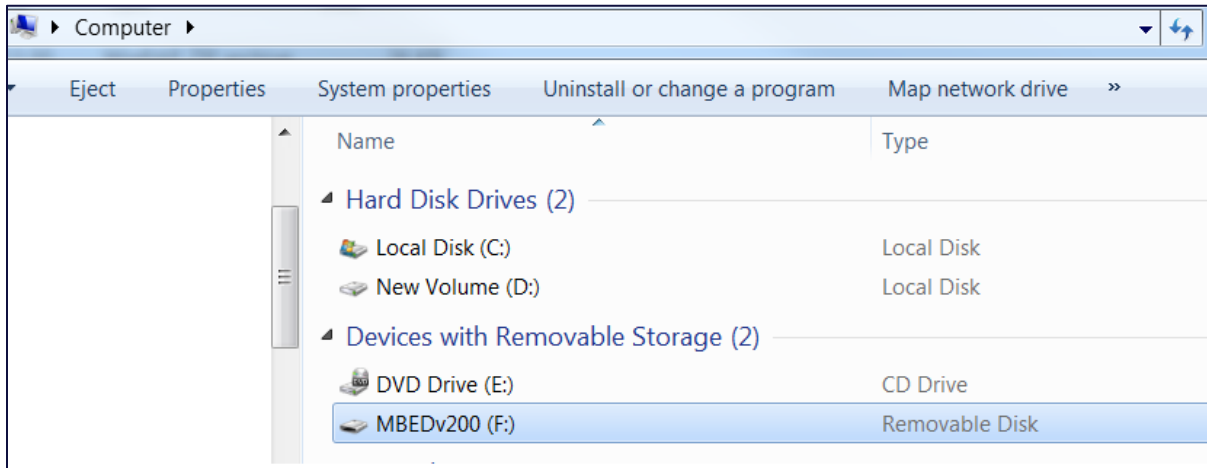 Computer
Eject Properties System properties Uninstall or change a program Map network drive »
Name Type
Hard Disk Drives (2)
Local Disk (C:) Local Disk
New Volume (D:) Local Disk
Devices with Removable Storage (2)
DVD Drive (E:) CD Drive
MBEDv200 (F:) Removable Disk